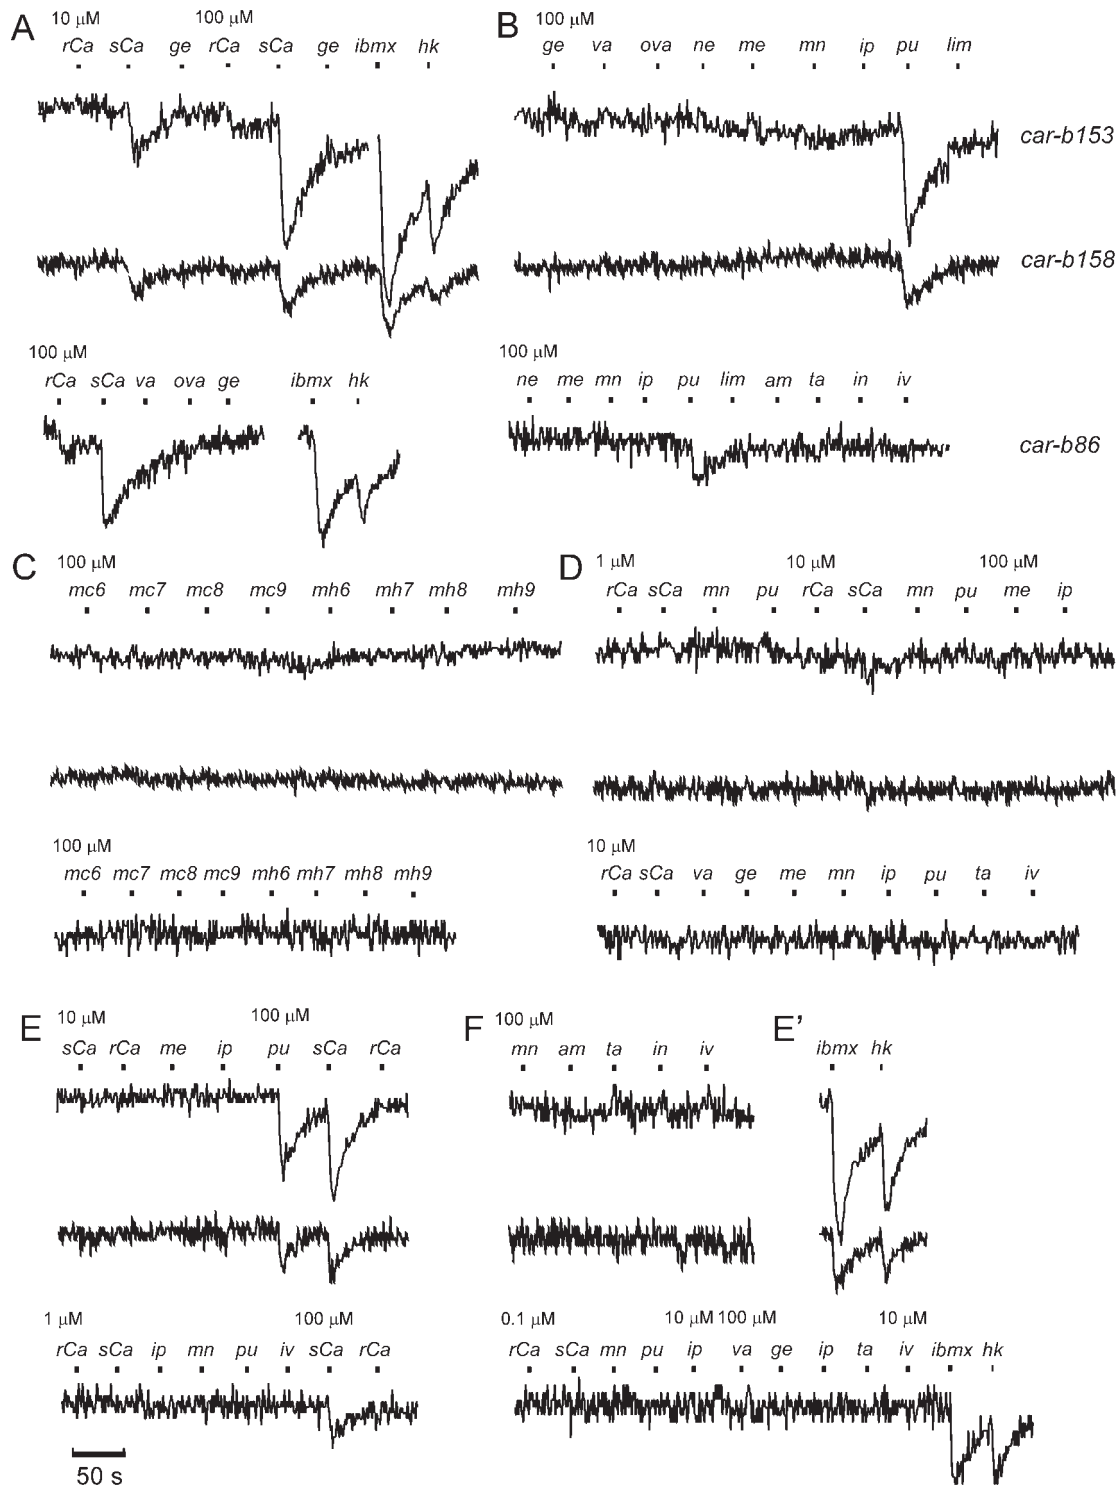 A
10 µM 100 µM
rCa sCa ge rCa sCa ge ibmx hk
B
100 µM
ge va ova ne me mn ip pu lim
car-b153
car-b158
100 µM
rCa sCa va ova ge ibmx hk
100 µM
ne me mn ip pu lim am ta in iv
car-b86
C
100 µM
mc6 mc7 mc8 mc9 mh6 mh7 mh8 mh9
D
1 µM 10 µM 100 µM
rCa sCa mn pu rCa sCa mn pu me ip
100 µM
mc6 mc7 mc8 mc9 mh6 mh7 mh8 mh9
10 µM
rCa sCa va ge me mn ip pu ta iv
E
10 µM 100 µM
sCa rCa me ip pu sCa rCa
F
100 µM
mn am ta in iv
E’
ibmx hk
1 µM 100 µM
rCa sCa ip mn pu iv sCa rCa
0.1 µM 10 µM 100 µM 10 µM
rCa sCa mn pu ip va ge ip ta iv ibmx hk
50 s